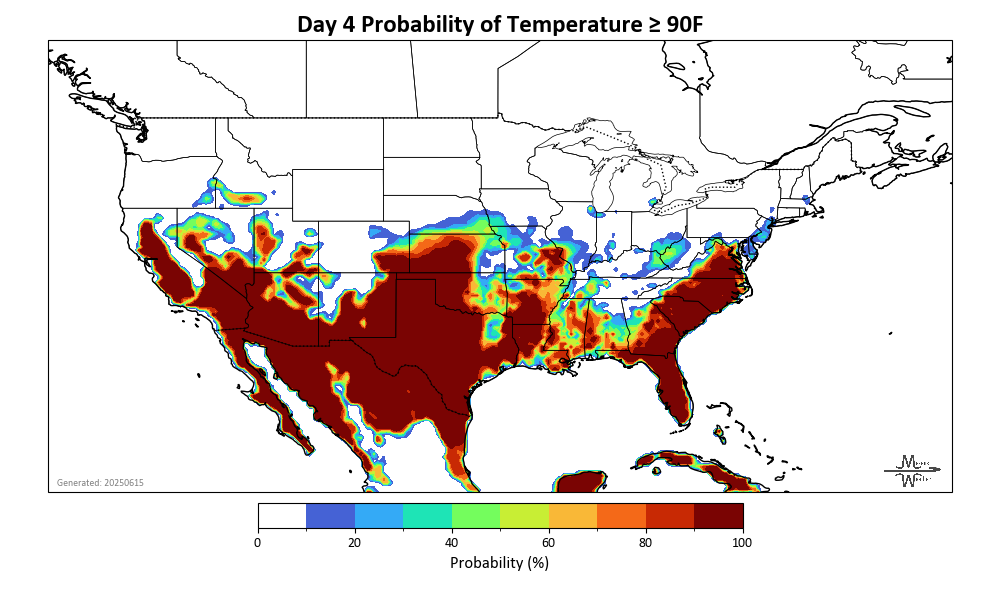 Day 4 Probability of Temperature ≥ 90F
Generated: 20250615
0 20 40 60 80 100
Probability (%)